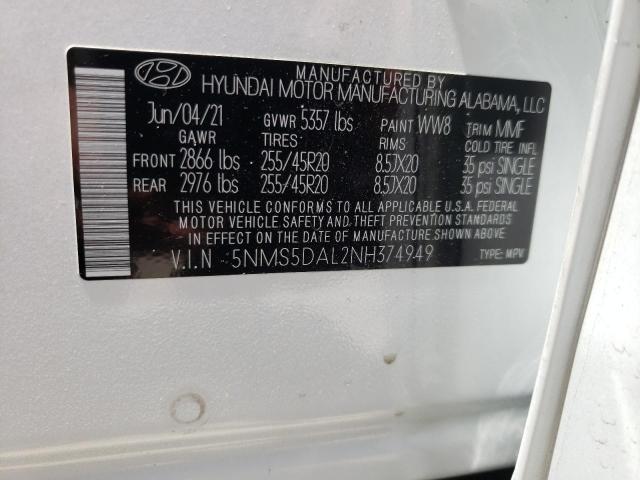 MANUFACTURED BY
HYUNDAI MOTOR MANUFACTURING ALABAMA, LLC
Jun/04/21 GVWR 5357 lbs PAINT WW8 TRIM MMF
GAWR TIRES RIMS COLD TIRE INFL
FRONT 2866 lbs 255/45R20 8.5JX20 35 psi SINGLE
REAR 2976 lbs 255/45R20 8.5JX20 35 psi SINGLE
THIS VEHICLE CONFORMS TO ALL APPLICABLE U.S.A. FEDERAL
MOTOR VEHICLE SAFETY AND THEFT PREVENTION STANDARDS
IN EFFECT ON THE DATE OF MANUFACTURE SHOWN ABOVE.
V.I.N 5NMS5DAL2NH374949 TYPE: MPV